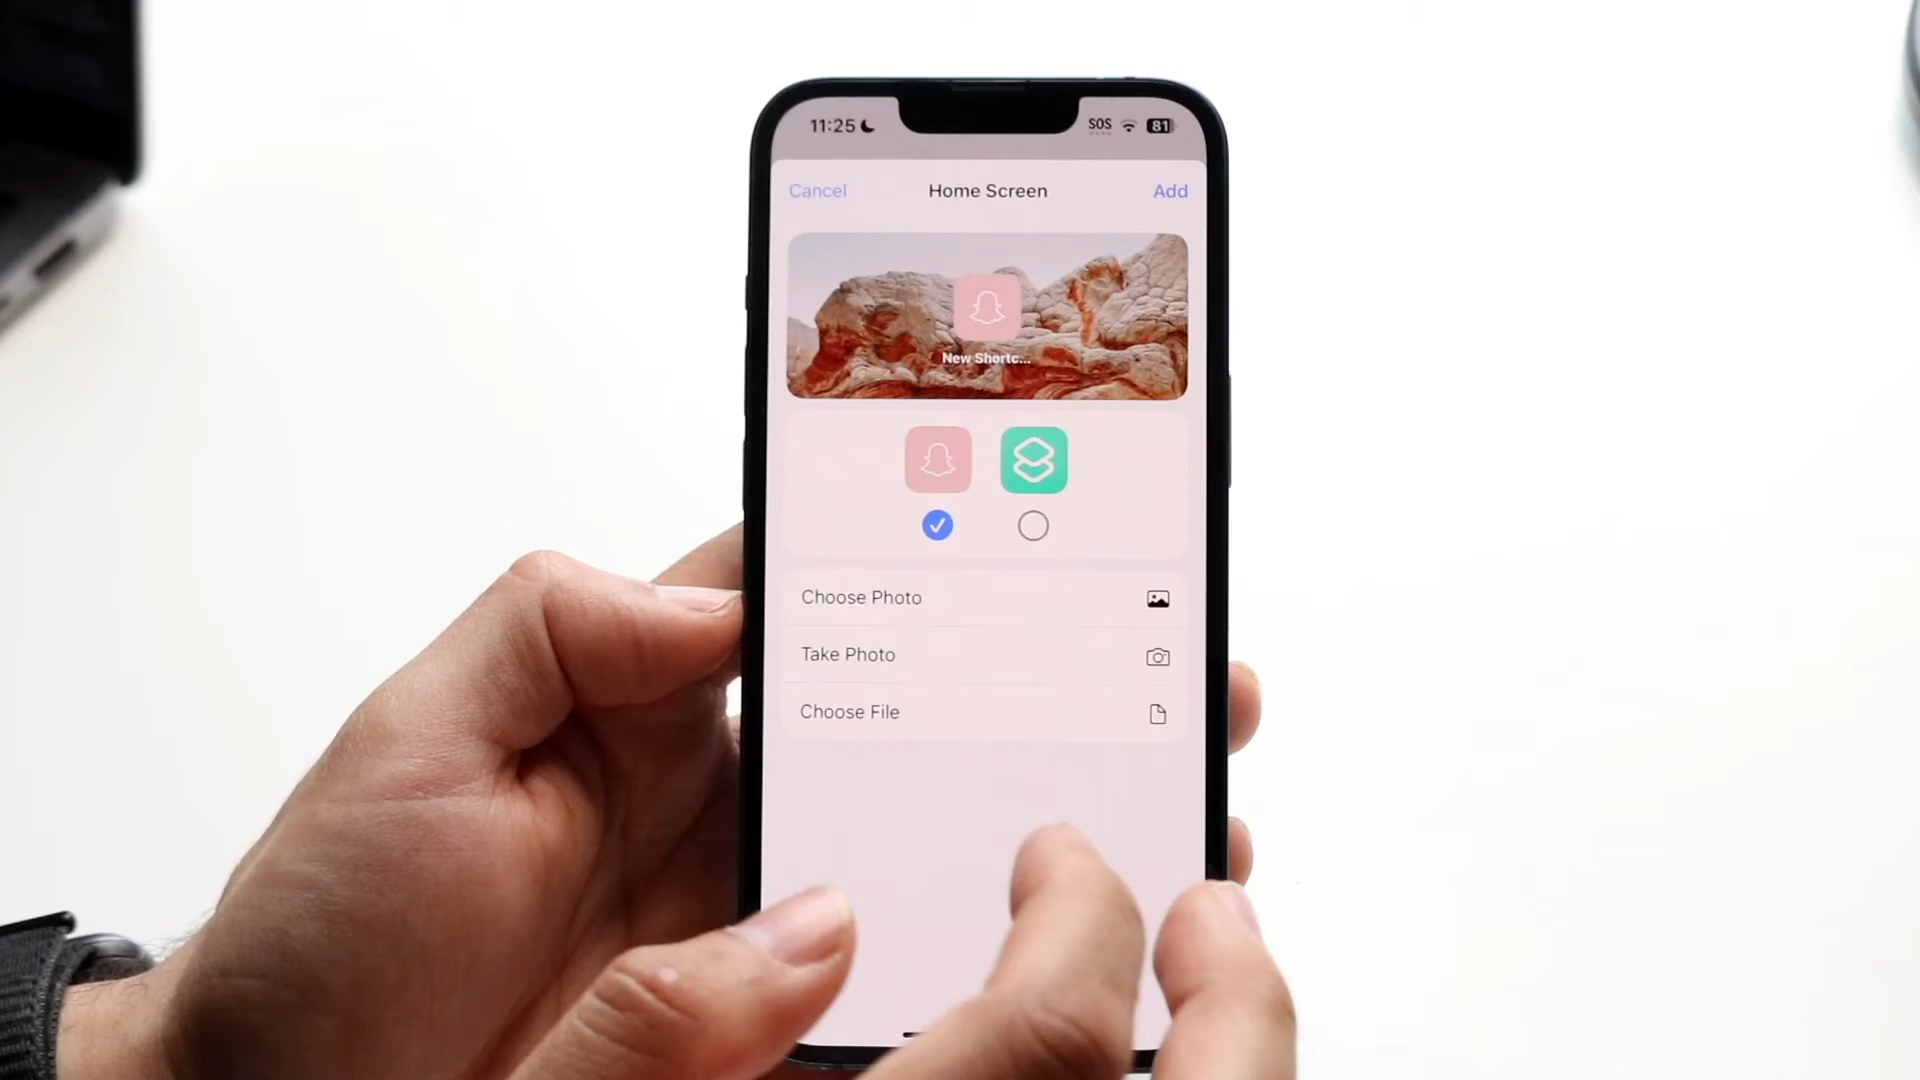 11:25
SOS
81
Cancel
Home Screen
Add
New Shortc...
Choose Photo
Take Photo
Choose File